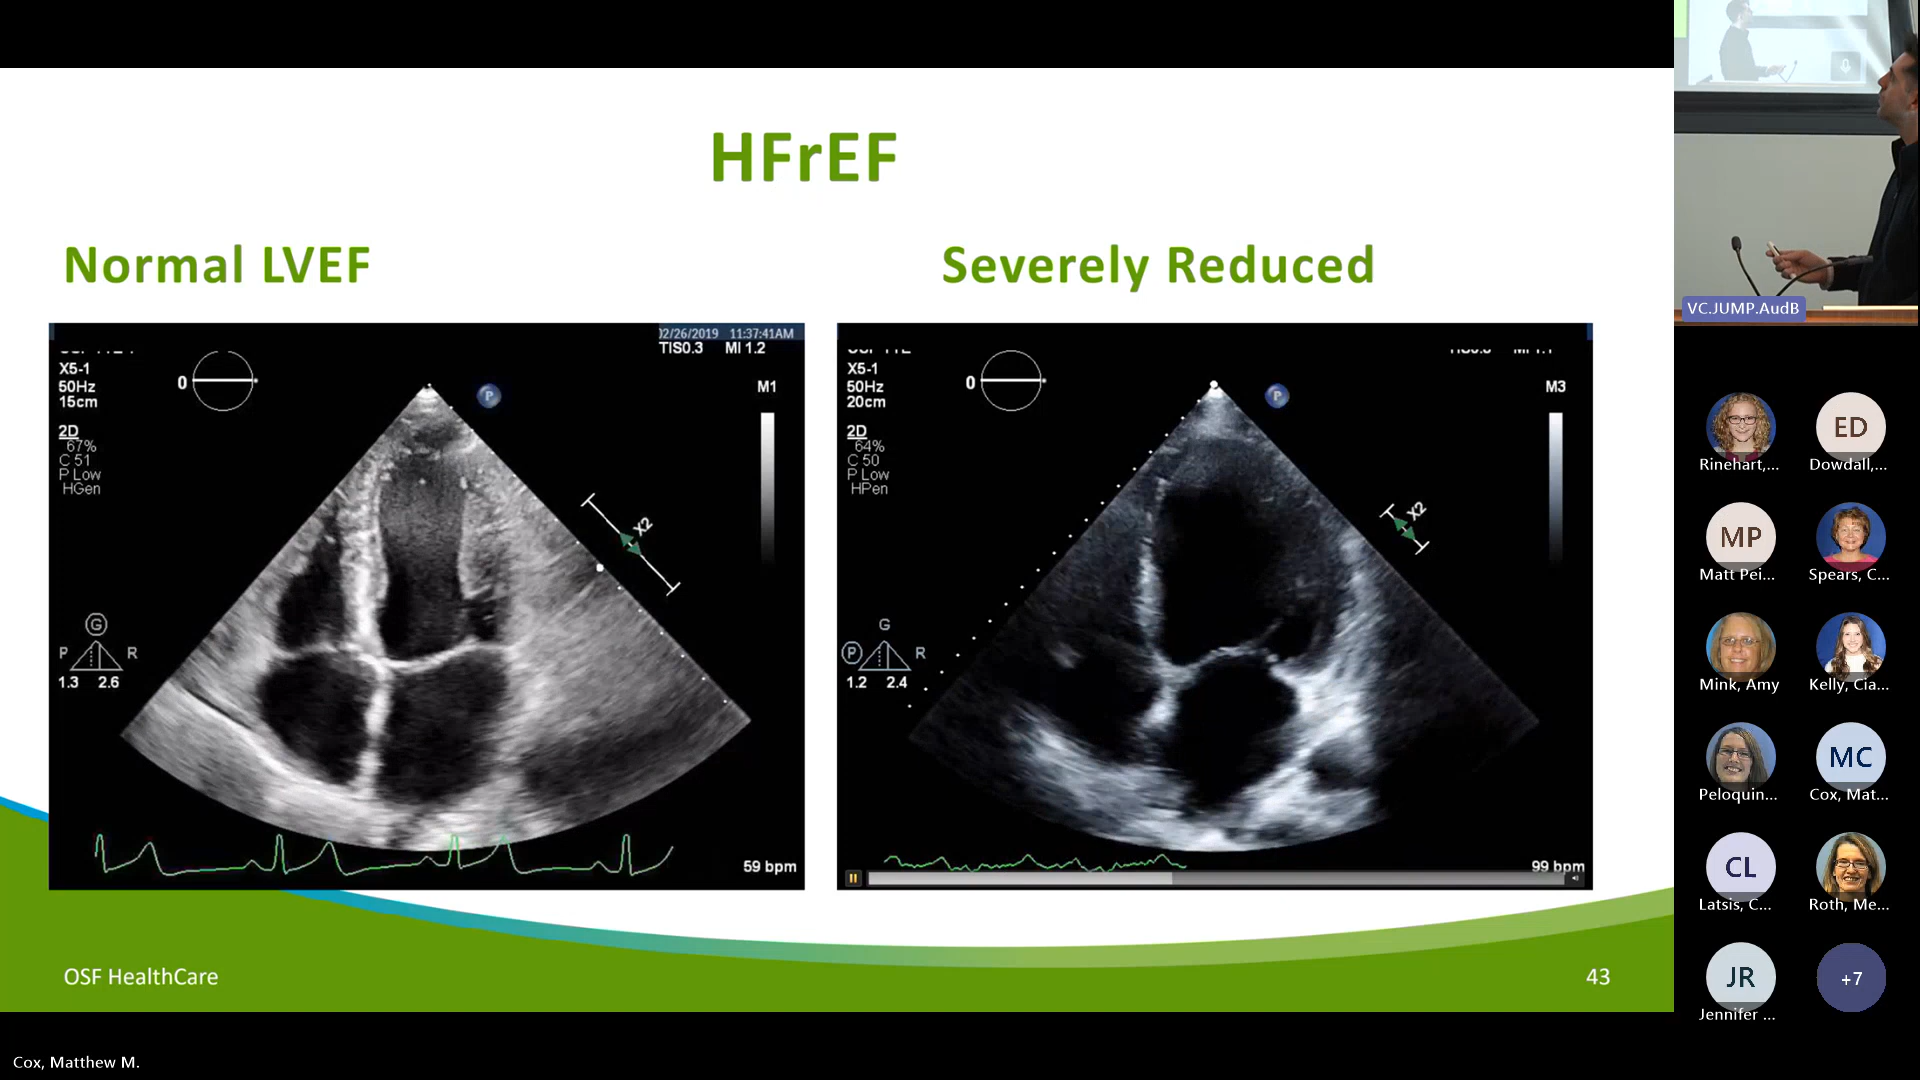 HFrEF
Normal LVEF
Severely Reduced
02/26/2019 11:37:41AM
TIS0.3 MI 1.2
X5-1
50Hz
15cm
0
P
M1
2D
67%
C 51
P Low
HGen
X2
G
P R
1.3 2.6
59 bpm
X5-1
50Hz
20cm
0
P
M3
2D
64%
C 50
P Low
HPen
X2
G
P R
1.2 2.4
99 bpm
OSF HealthCare
43
VC.JUMP.AudB
Rinehart,...
ED
Dowdall,...
MP
Matt Pei...
Spears, C...
Mink, Amy
Kelly, Cia...
Peloquin...
MC
Cox, Mat...
CL
Latsis, C...
Roth, Me...
JR
Jennifer ...
+7
Cox, Matthew M.